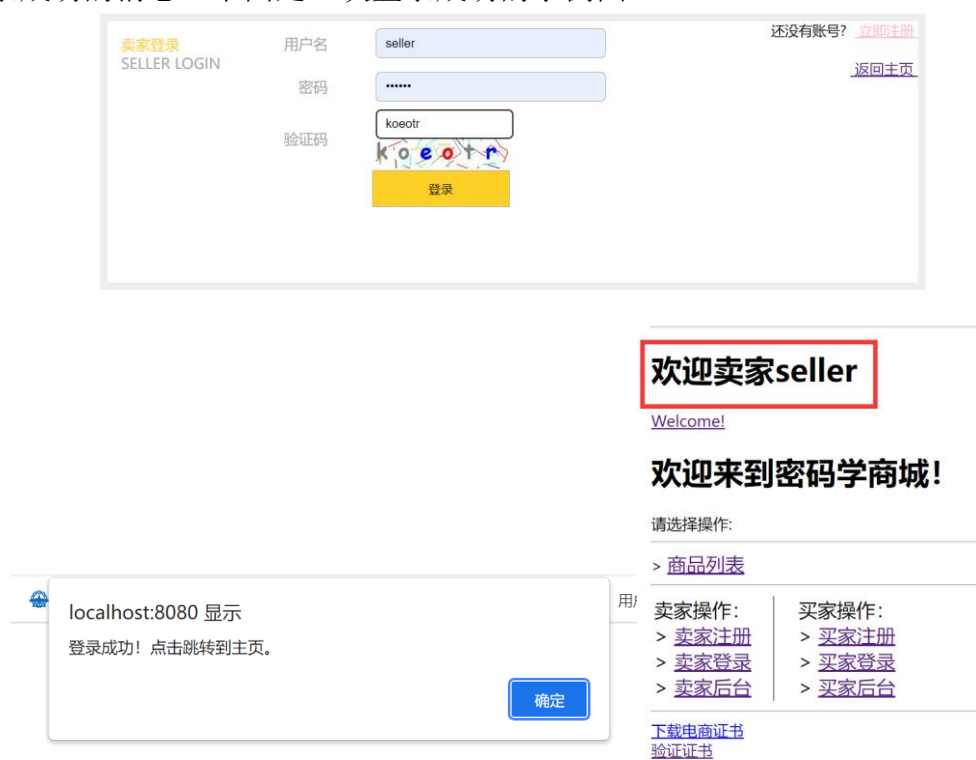 卖家登录
SELLER LOGIN
用户名
seller
还没有账号? 立即注册
返回主页
密码
••••••
验证码
koeotr
koeotr
登录
欢迎卖家seller
Welcome!
欢迎来到密码学商城!
请选择操作:
> 商品列表
卖家操作:
> 卖家注册
> 卖家登录
> 卖家后台
买家操作:
> 买家注册
> 买家登录
> 买家后台
下载电商证书
验证证书
localhost:8080 显示
登录成功! 点击跳转到主页。
确定